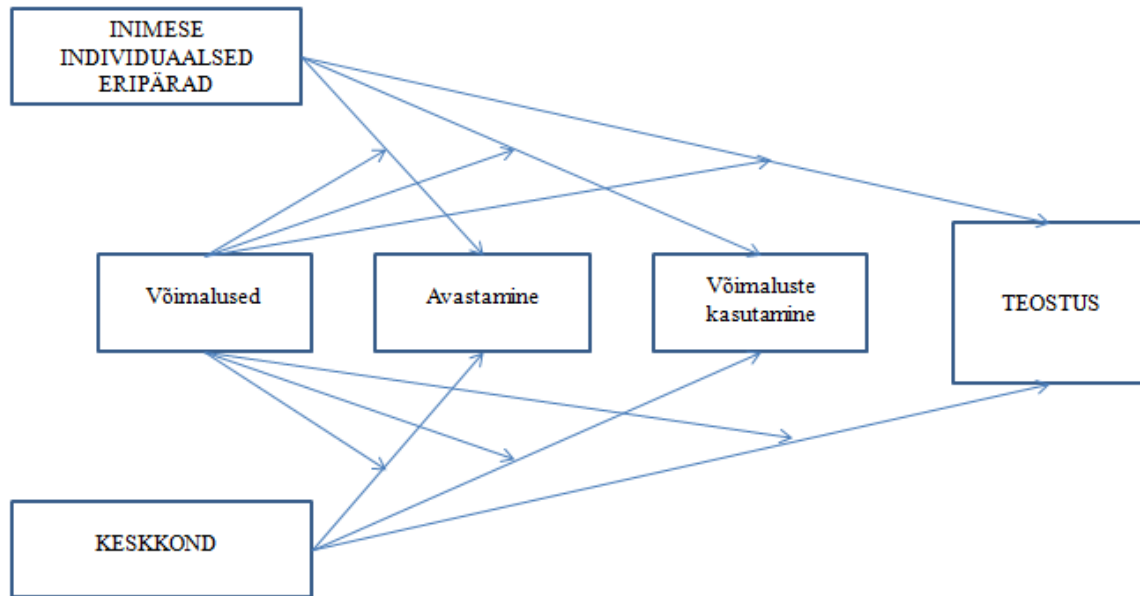 INIMESE
INDIVIDUAALSED
ERIPÄRAD
Võimalused
Avastamine
Võimaluste
kasutamine
TEOSTUS
KESKKOND